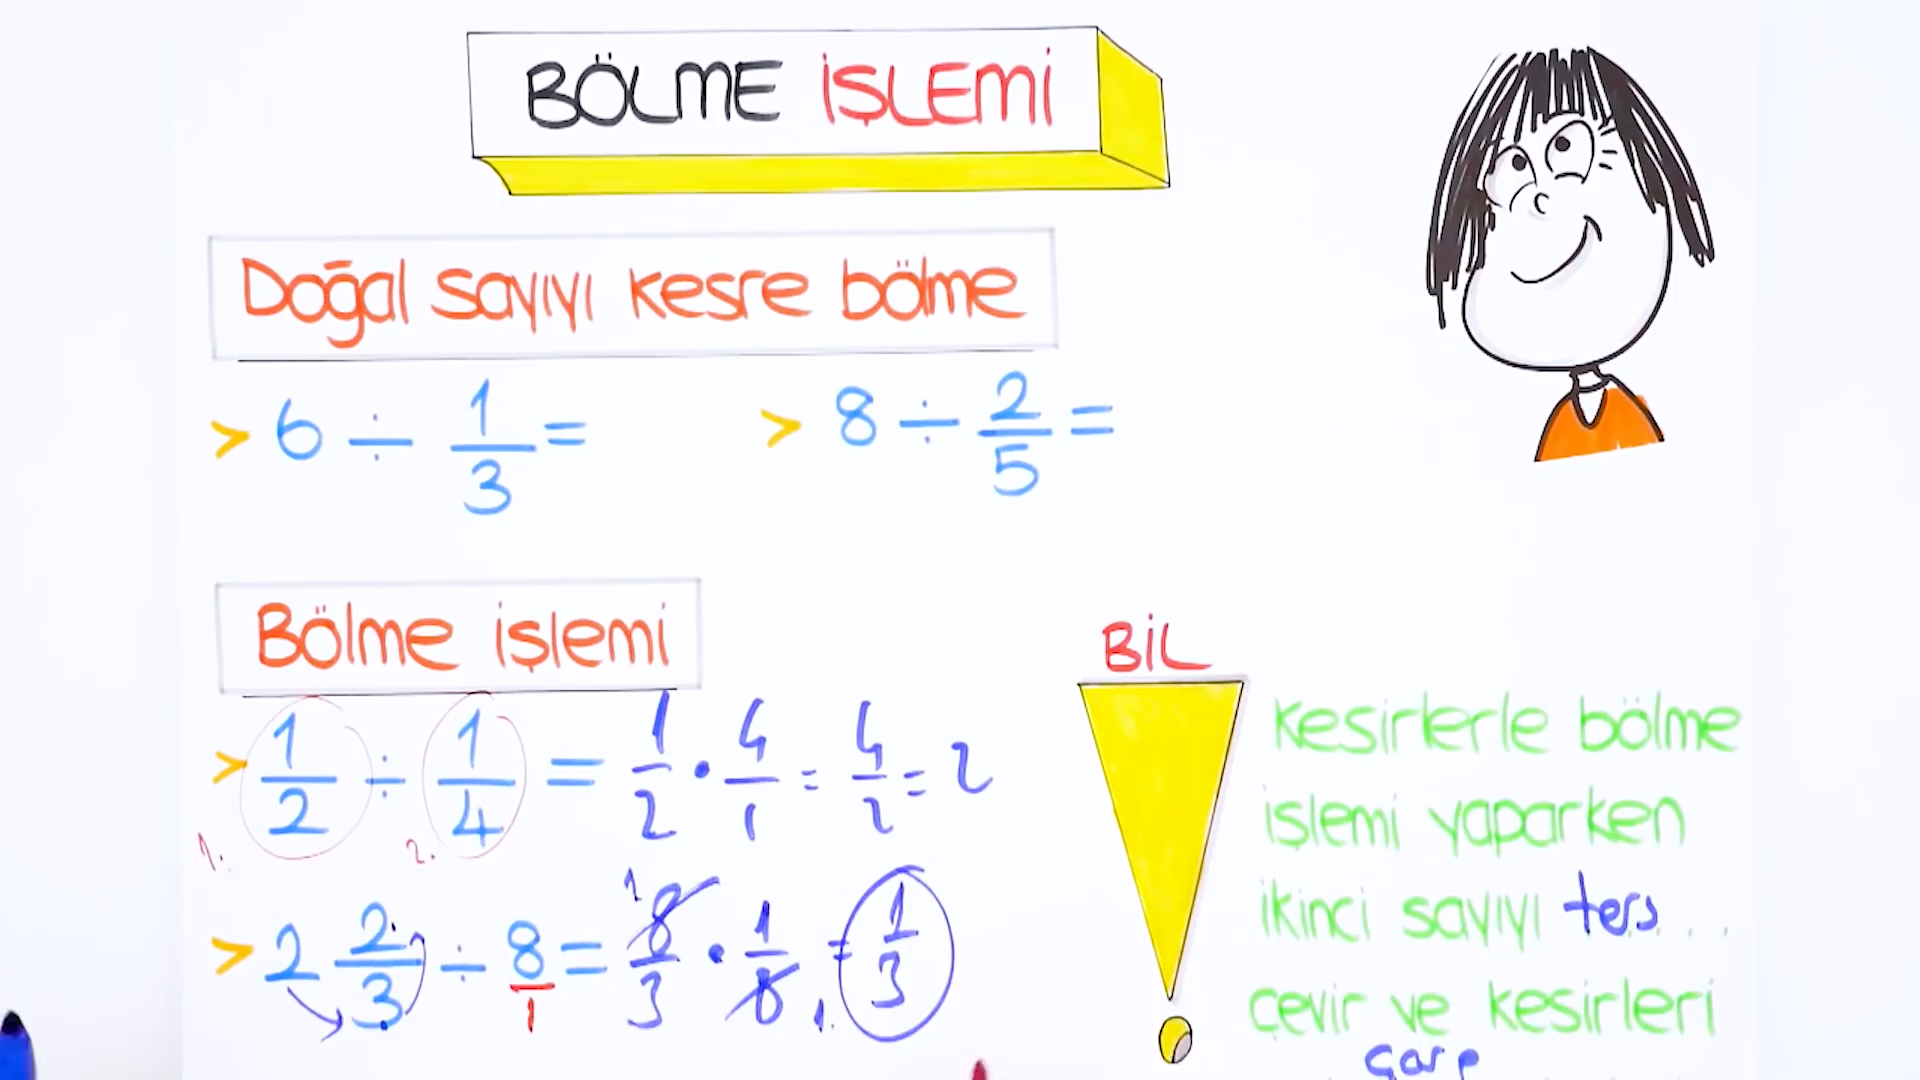 BÖLME İŞLEMİ
Doğal sayıyı kesre bölme
> 6 ÷ 1/3 =
> 8 ÷ 2/5 =
Bölme işlemi
> 1/2 ÷ 1/4 = 1/2 · 4/1 = 4/2 = 2
1. 2.
> 2 2/3 ÷ 8/1 = 8/3 · 1/8 = 1/3
1 1.
BİL
kesirlerle bölme
işlemi yaparken
ikinci sayıyı ters...
çevir ve kesirleri
çarp